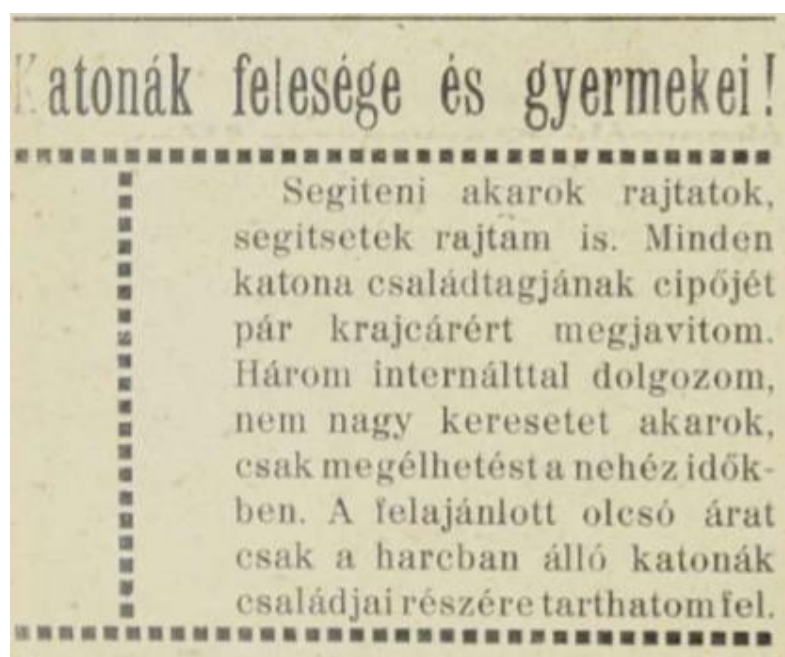 Katonák felesége és gyermekei!
Segiteni akarok rajtatok,
segitsetek rajtam is. Minden
katona családtagjának cipőjét
pár krajcárért megjavitom.
Három internálttal dolgozom,
nem nagy keresetet akarok,
csak megélhetést a nehéz idők-
ben. A felajánlott olcsó árat
csak a harcban álló katonák
családjai részére tarthatom fel.